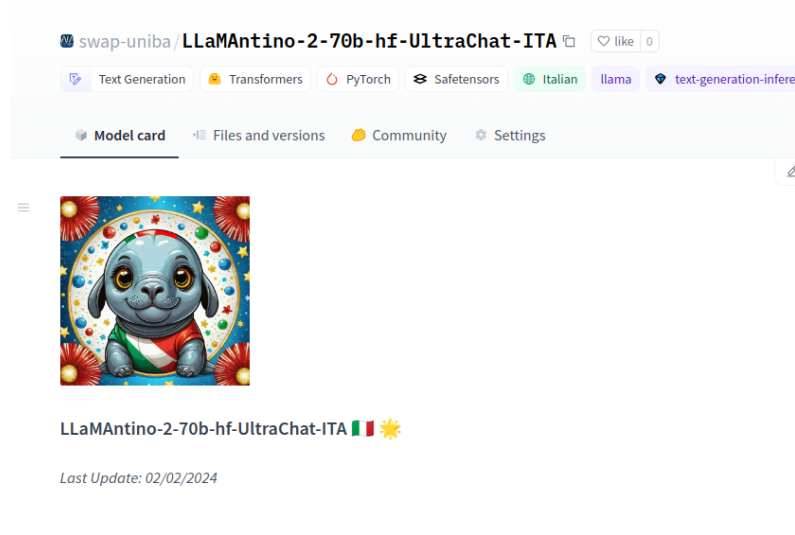 swap-uniba/LLaMAntino-2-70b-hf-UltraChat-ITA like 0
Text Generation Transformers PyTorch Safetensors Italian llama text-generation-infere
Model card Files and versions Community Settings
LLaMAntino-2-70b-hf-UltraChat-ITA 🇮🇹 🌟
Last Update: 02/02/2024